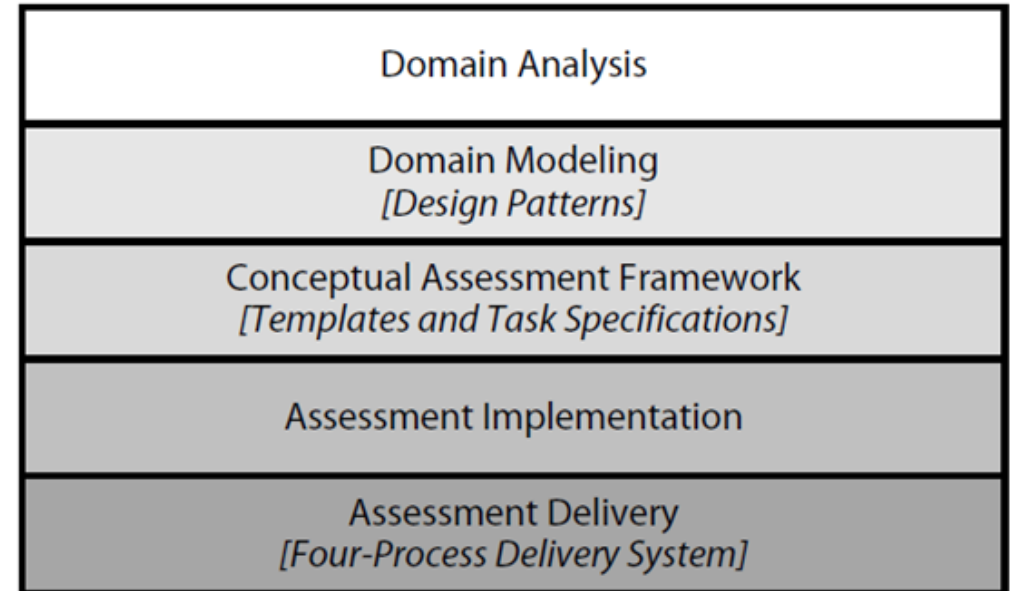 Domain Analysis
Domain Modeling
[Design Patterns]
Conceptual Assessment Framework
[Templates and Task Specifications]
Assessment Implementation
Assessment Delivery
[Four-Process Delivery System]